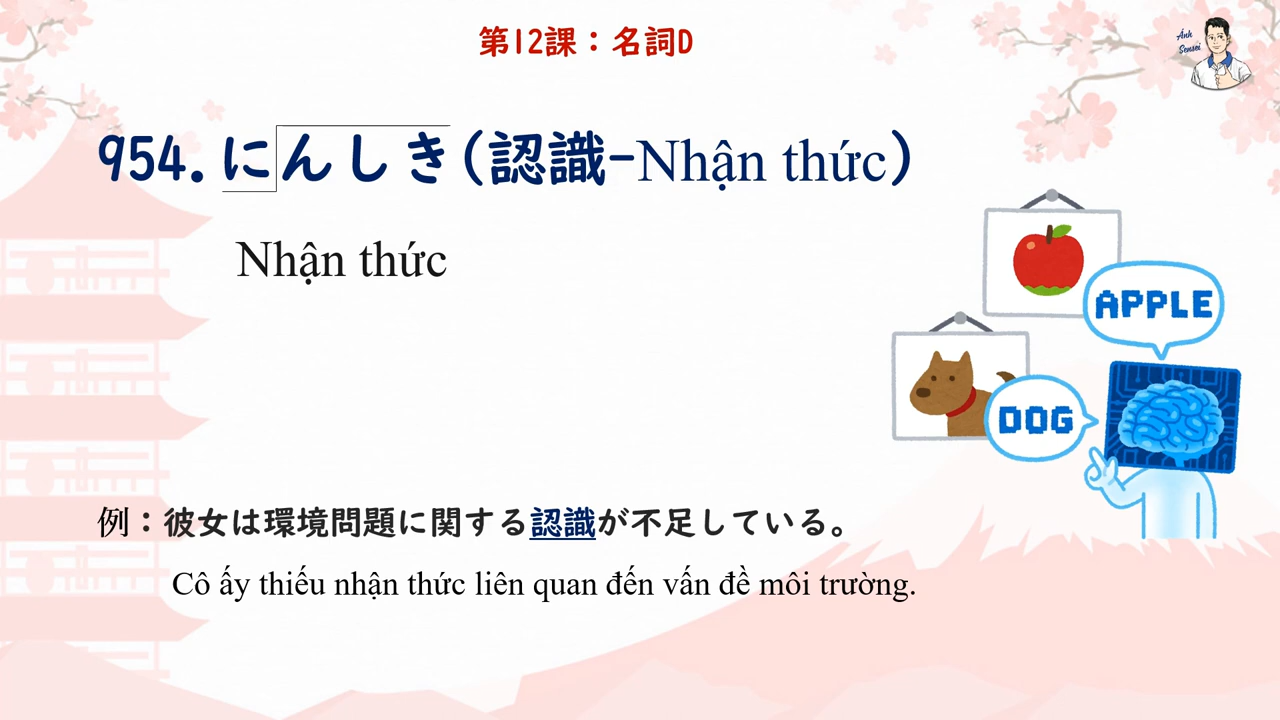 第12課：名詞D
Anh
Sensei
954.にんしき(認識-Nhận thức)
Nhận thức
APPLE
DOG
例：彼女は環境問題に関する認識が不足している。
Cô ấy thiếu nhận thức liên quan đến vấn đề môi trường.